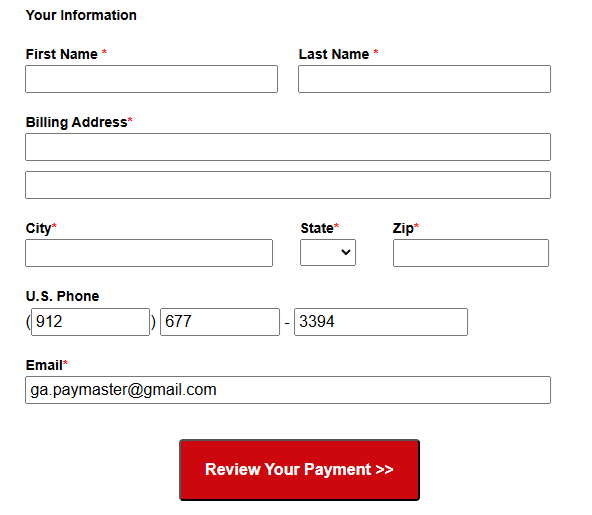 Your Information
First Name * Last Name *
Billing Address*
City* State* Zip*
U.S. Phone
(912) 677 - 3394
Email*
ga.paymaster@gmail.com
Review Your Payment >>